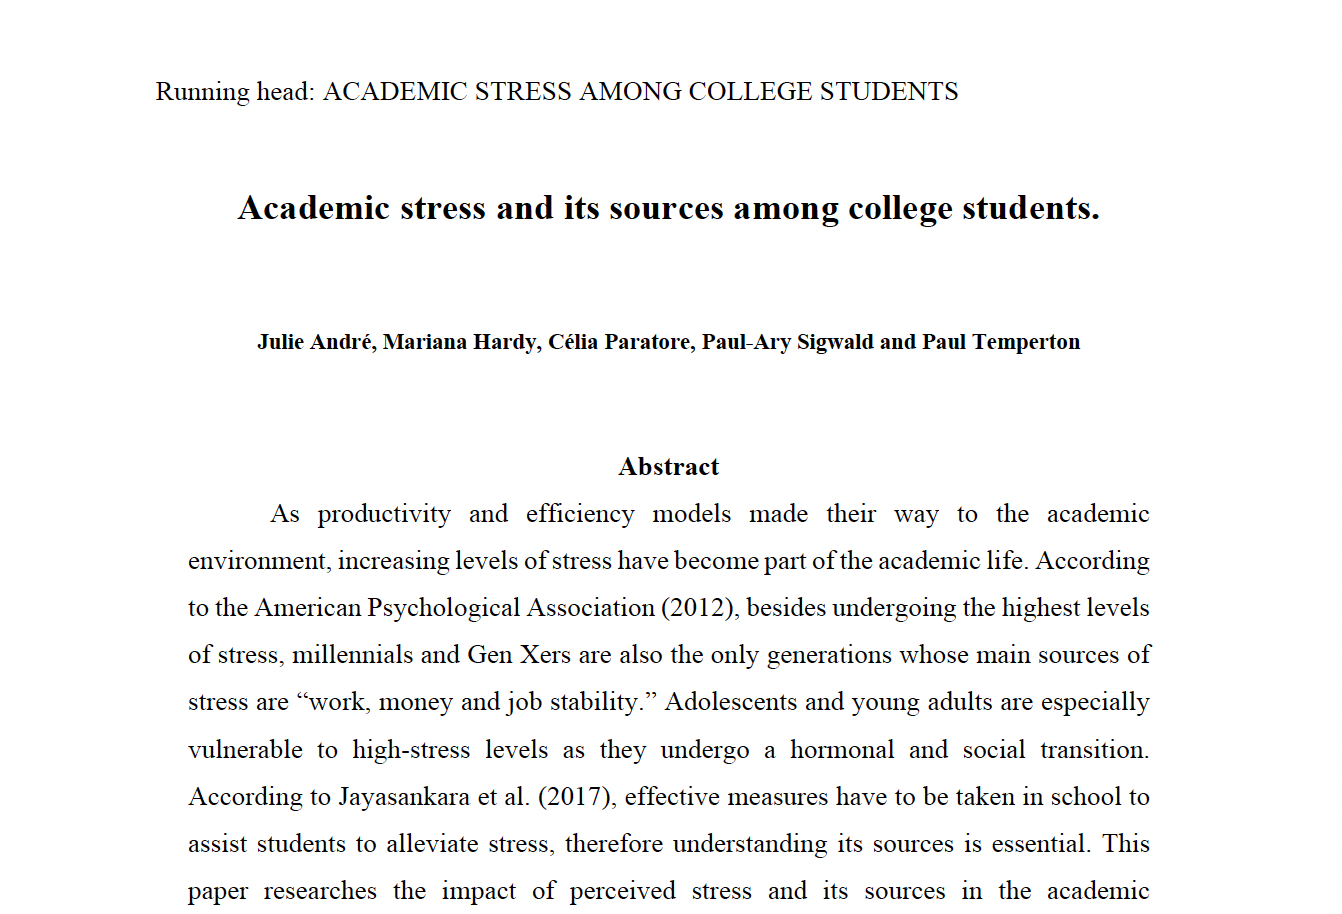 Running head: ACADEMIC STRESS AMONG COLLEGE STUDENTS
Academic stress and its sources among college students.
Julie André, Mariana Hardy, Célia Paratore, Paul-Ary Sigwald and Paul Temperton
Abstract
As productivity and efficiency models made their way to the academic
environment, increasing levels of stress have become part of the academic life. According
to the American Psychological Association (2012), besides undergoing the highest levels
of stress, millennials and Gen Xers are also the only generations whose main sources of
stress are “work, money and job stability.” Adolescents and young adults are especially
vulnerable to high-stress levels as they undergo a hormonal and social transition.
According to Jayasankara et al. (2017), effective measures have to be taken in school to
assist students to alleviate stress, therefore understanding its sources is essential. This
paper researches the impact of perceived stress and its sources in the academic